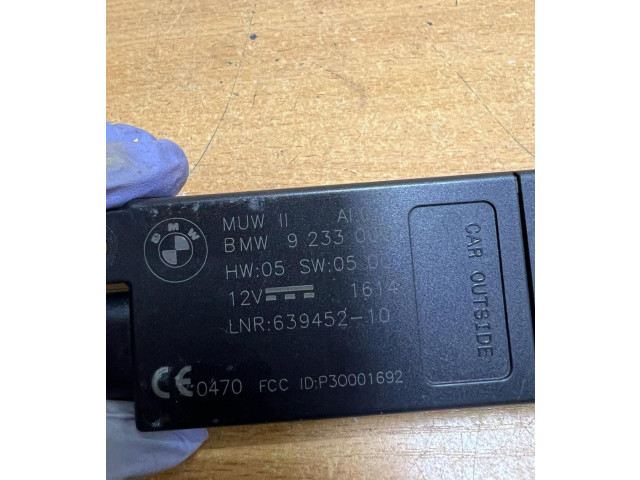 BMW
MUW II
BMW 9 233
HW:05 SW:05
12V 1614
LNR:639452-10
CE 0470 FCC ID:P30001692
CAR OUTSIDE